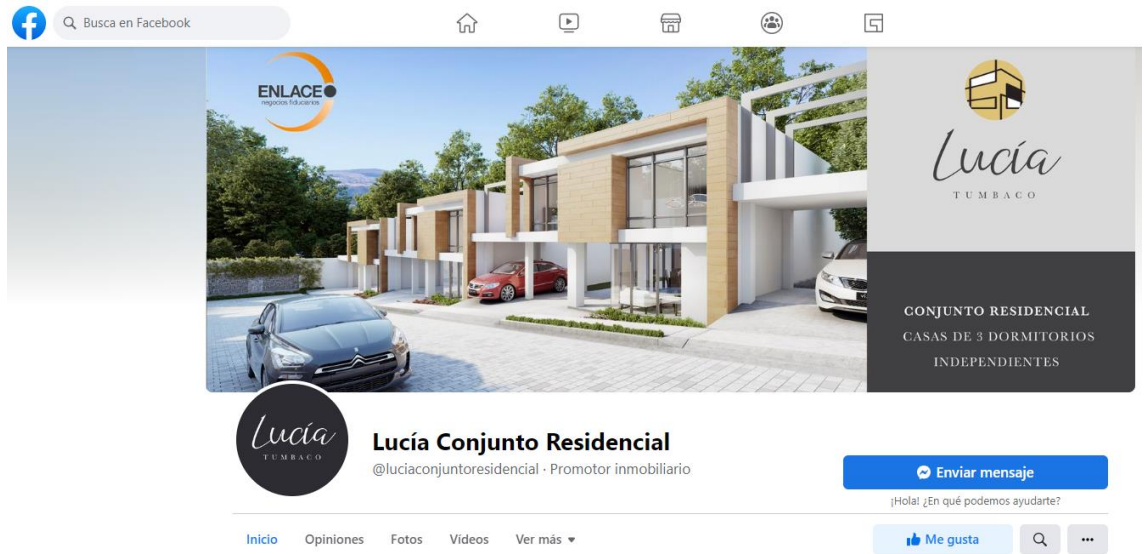 Busca en Facebook
ENLACE
negocios fiduciarios
Lucía
TUMBACO
CONJUNTO RESIDENCIAL
CASAS DE 3 DORMITORIOS
INDEPENDIENTES
Lucía
TUMBACO
Lucía Conjunto Residencial
@luciaconjuntoresidencial · Promotor inmobiliario
Enviar mensaje
¡Hola! ¿En qué podemos ayudarte?
Inicio Opiniones Fotos Videos Ver más Me gusta